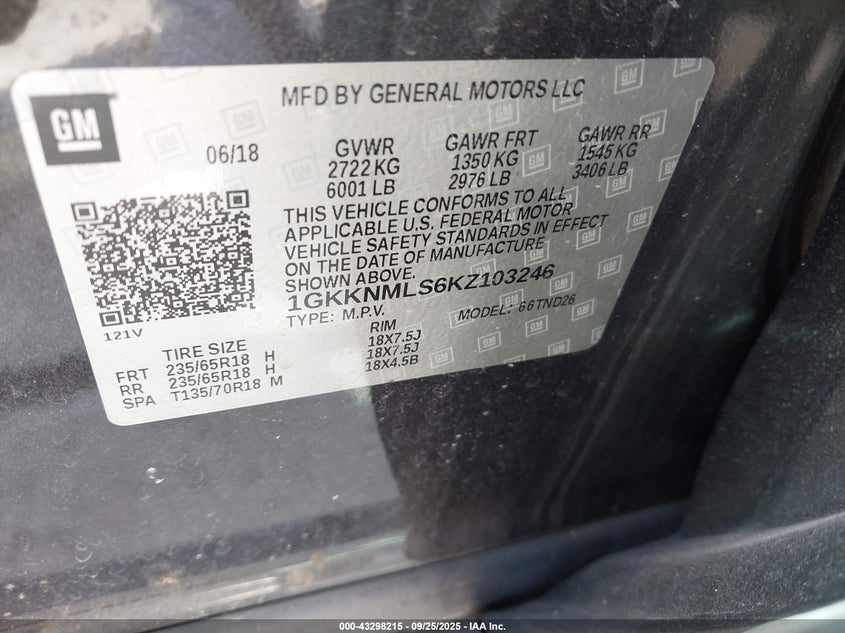 GM
MFD BY GENERAL MOTORS LLC
06/18
GVWR
2722 KG
6001 LB
GAWR FRT
1350 KG
2976 LB
GAWR RR
1545 KG
3406 LB
THIS VEHICLE CONFORMS TO ALL
APPLICABLE U.S. FEDERAL MOTOR
VEHICLE SAFETY STANDARDS IN EFFECT
ON THE DATE OF MANUFACTURE
SHOWN ABOVE.
1GKKNMLS6KZ103246
TYPE: M.P.V. MODEL: 66TND26
121V
TIRE SIZE RIM
FRT 235/65R18 H 18X7.5J
RR 235/65R18 H 18X7.5J
SPA T135/70R18 M 18X4.5B
000-43298215 - 09/25/2025 - IAA Inc.